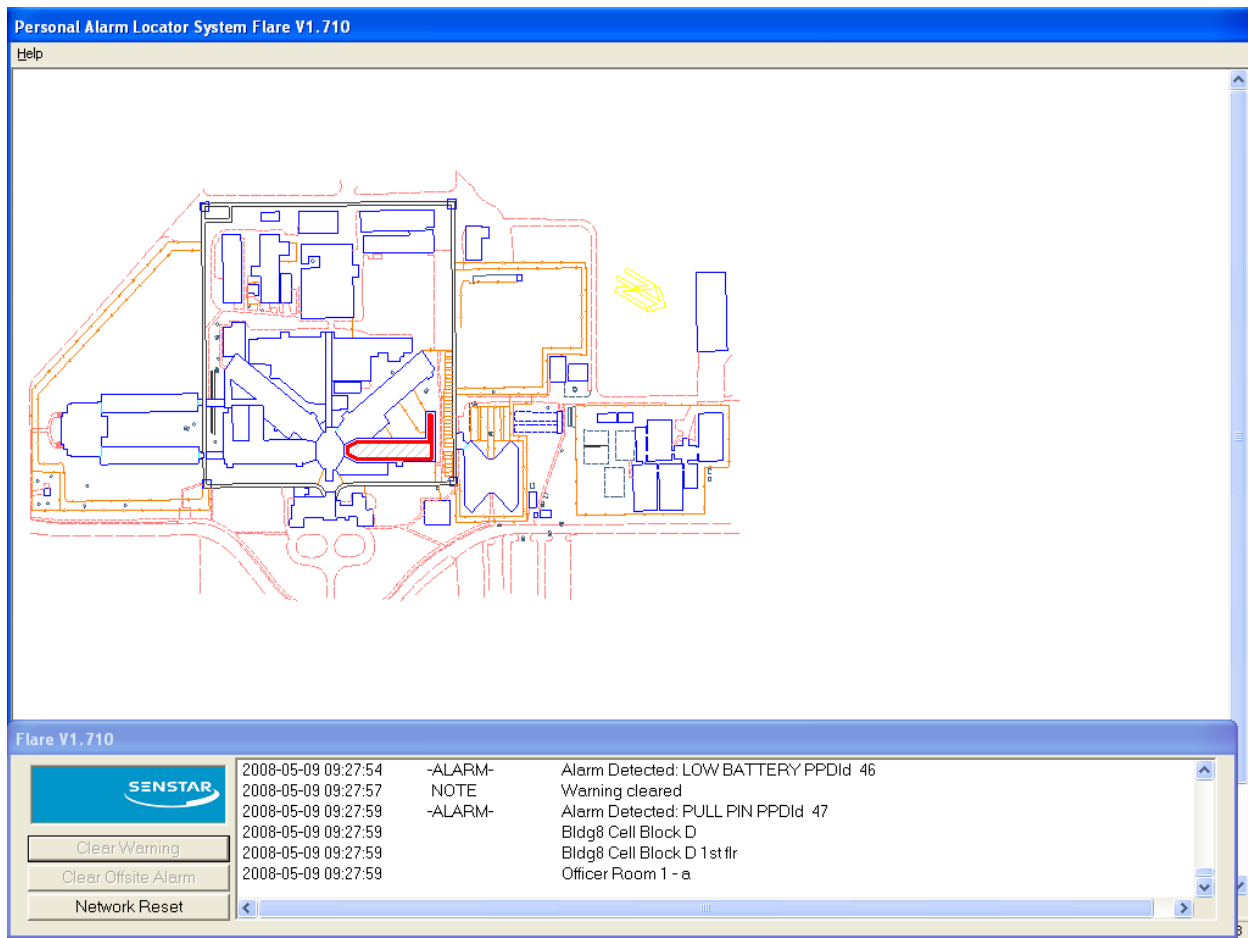 Personal Alarm Locator System Flare V1.710
Help
Flare V1.710
SENSTAR
Clear Warning
Clear Offsite Alarm
Network Reset
2008-05-09 09:27:54 -ALARM- Alarm Detected: LOW BATTERY PPDId 46
2008-05-09 09:27:57 NOTE Warning cleared
2008-05-09 09:27:59 -ALARM- Alarm Detected: PULL PIN PPDId 47
2008-05-09 09:27:59 Bldg8 Cell Block D
2008-05-09 09:27:59 Bldg8 Cell Block D 1st flr
2008-05-09 09:27:59 Officer Room 1 - a